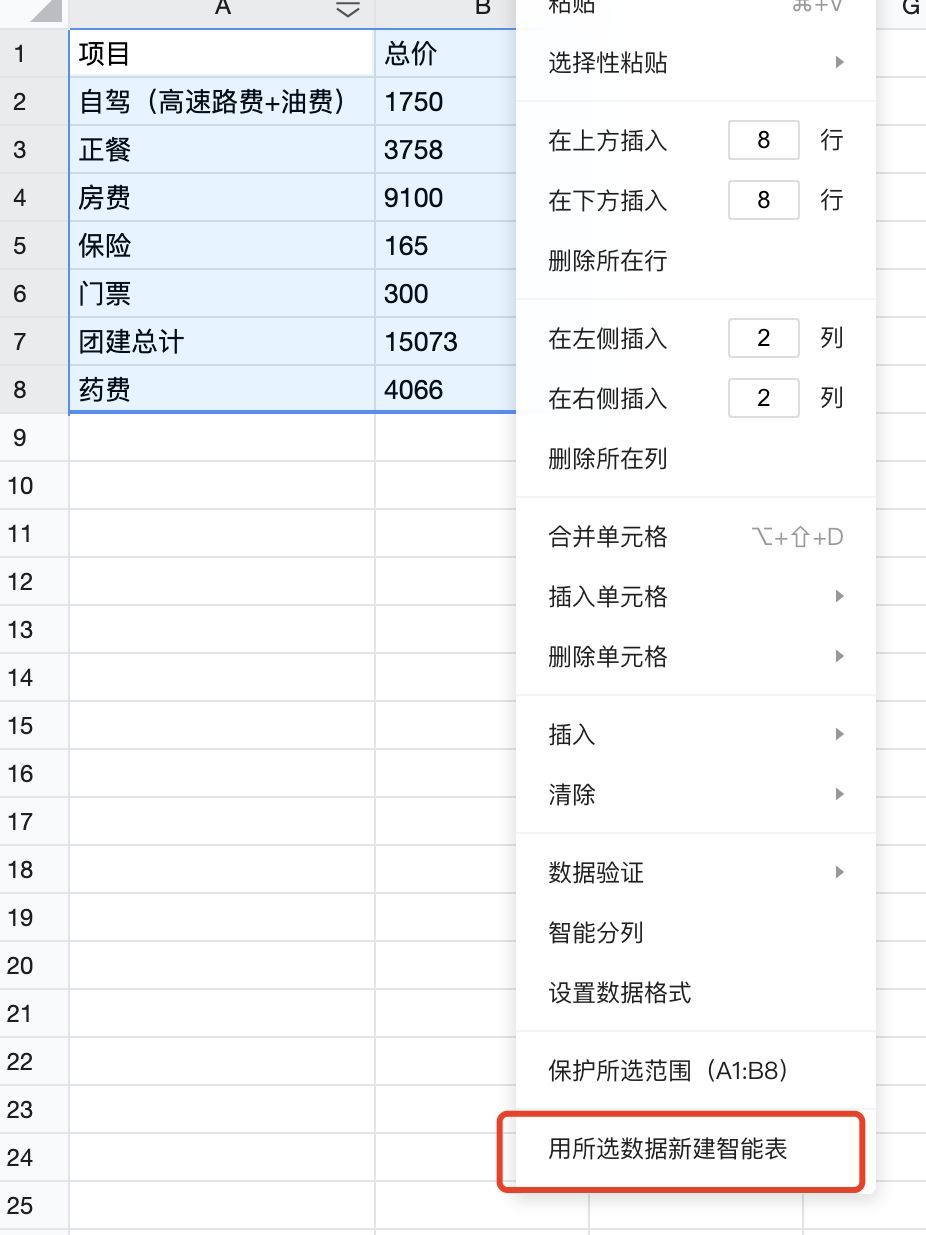 A B G
1 项目 总价
2 自驾（高速路费+油费） 1750
3 正餐 3758
4 房费 9100
5 保险 165
6 门票 300
7 团建总计 15073
8 药费 4066
9
10
11
12
13
14
15
16
17
18
19
20
21
22
23
24
25
粘贴 ⌘+V
选择性粘贴
在上方插入 8 行
在下方插入 8 行
删除所在行
在左侧插入 2 列
在右侧插入 2 列
删除所在列
合并单元格 ⌥+⇧+D
插入单元格
删除单元格
插入
清除
数据验证
智能分列
设置数据格式
保护所选范围（A1:B8）
用所选数据新建智能表